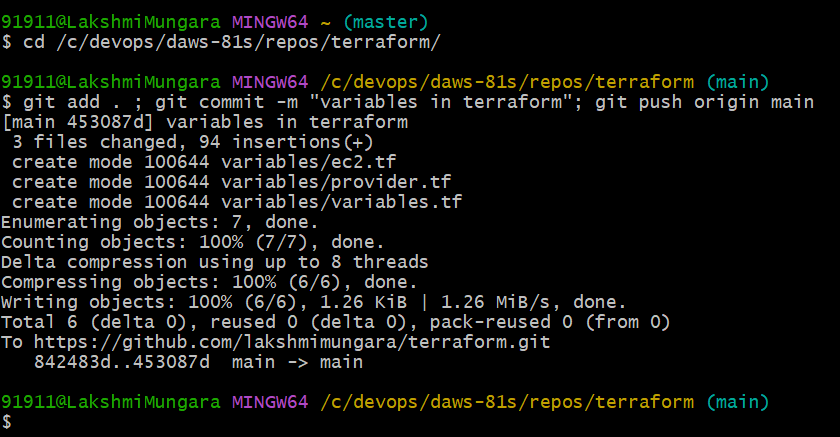 91911@LakshmiMungara MINGW64 ~ (master)
$ cd /c/devops/daws-81s/repos/terraform/
91911@LakshmiMungara MINGW64 /c/devops/daws-81s/repos/terraform (main)
$ git add . ; git commit -m "variables in terraform"; git push origin main
[main 453087d] variables in terraform
 3 files changed, 94 insertions(+)
 create mode 100644 variables/ec2.tf
 create mode 100644 variables/provider.tf
 create mode 100644 variables/variables.tf
Enumerating objects: 7, done.
Counting objects: 100% (7/7), done.
Delta compression using up to 8 threads
Compressing objects: 100% (6/6), done.
Writing objects: 100% (6/6), 1.26 KiB | 1.26 MiB/s, done.
Total 6 (delta 0), reused 0 (delta 0), pack-reused 0 (from 0)
To https://github.com/lakshmimungara/terraform.git
   842483d..453087d  main -> main
91911@LakshmiMungara MINGW64 /c/devops/daws-81s/repos/terraform (main)
$